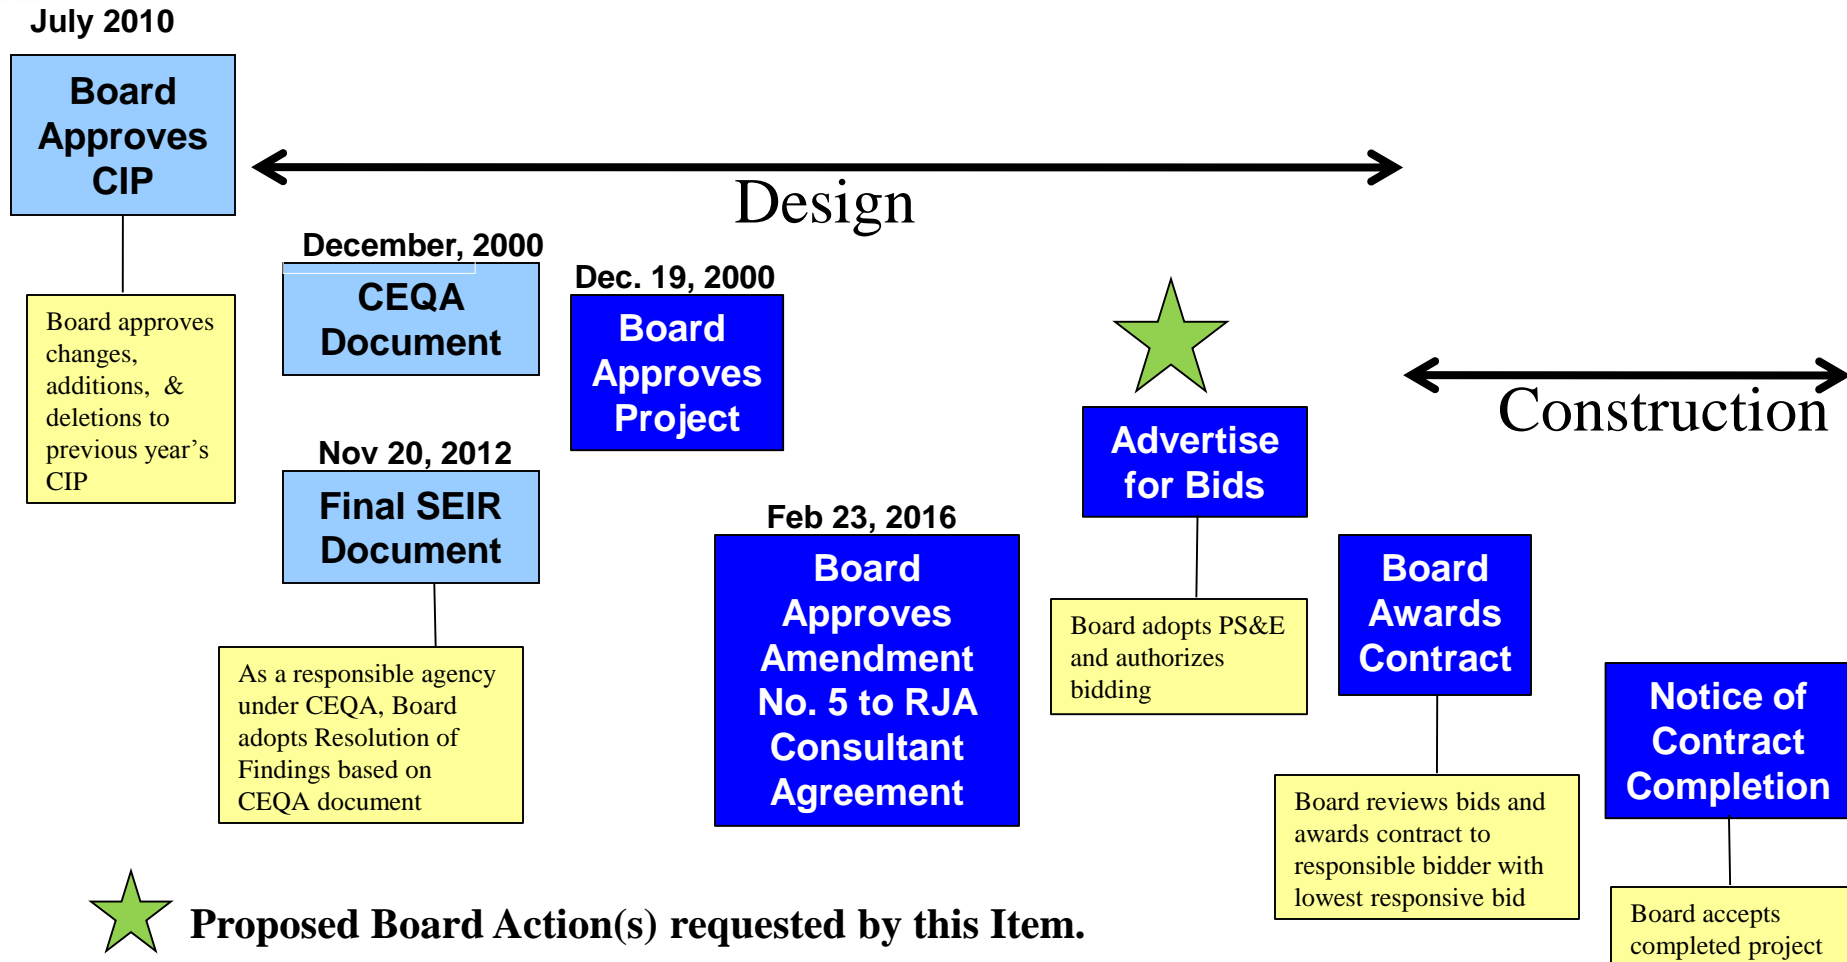 July 2010
Board
Approves
CIP
Design
December, 2000
CEQA
Document
Dec. 19, 2000
Board
Approves
Project
Board approves
changes,
additions, &
deletions to
previous year's
CIP
Construction
Advertise
for Bids
Nov 20, 2012
Final SEIR
Document
Feb 23, 2016
Board
Approves
Amendment
No. 5 to RJA
Consultant
Agreement
Board
Awards
Contract
Board adopts PS&E
and authorizes
bidding
As a responsible agency
under CEQA, Board
adopts Resolution of
Findings based on
CEQA document
Notice of
Contract
Completion
Board reviews bids and
awards contract to
responsible bidder with
lowest responsive bid
Board accepts
completed project
Proposed Board Action(s) requested by this Item.